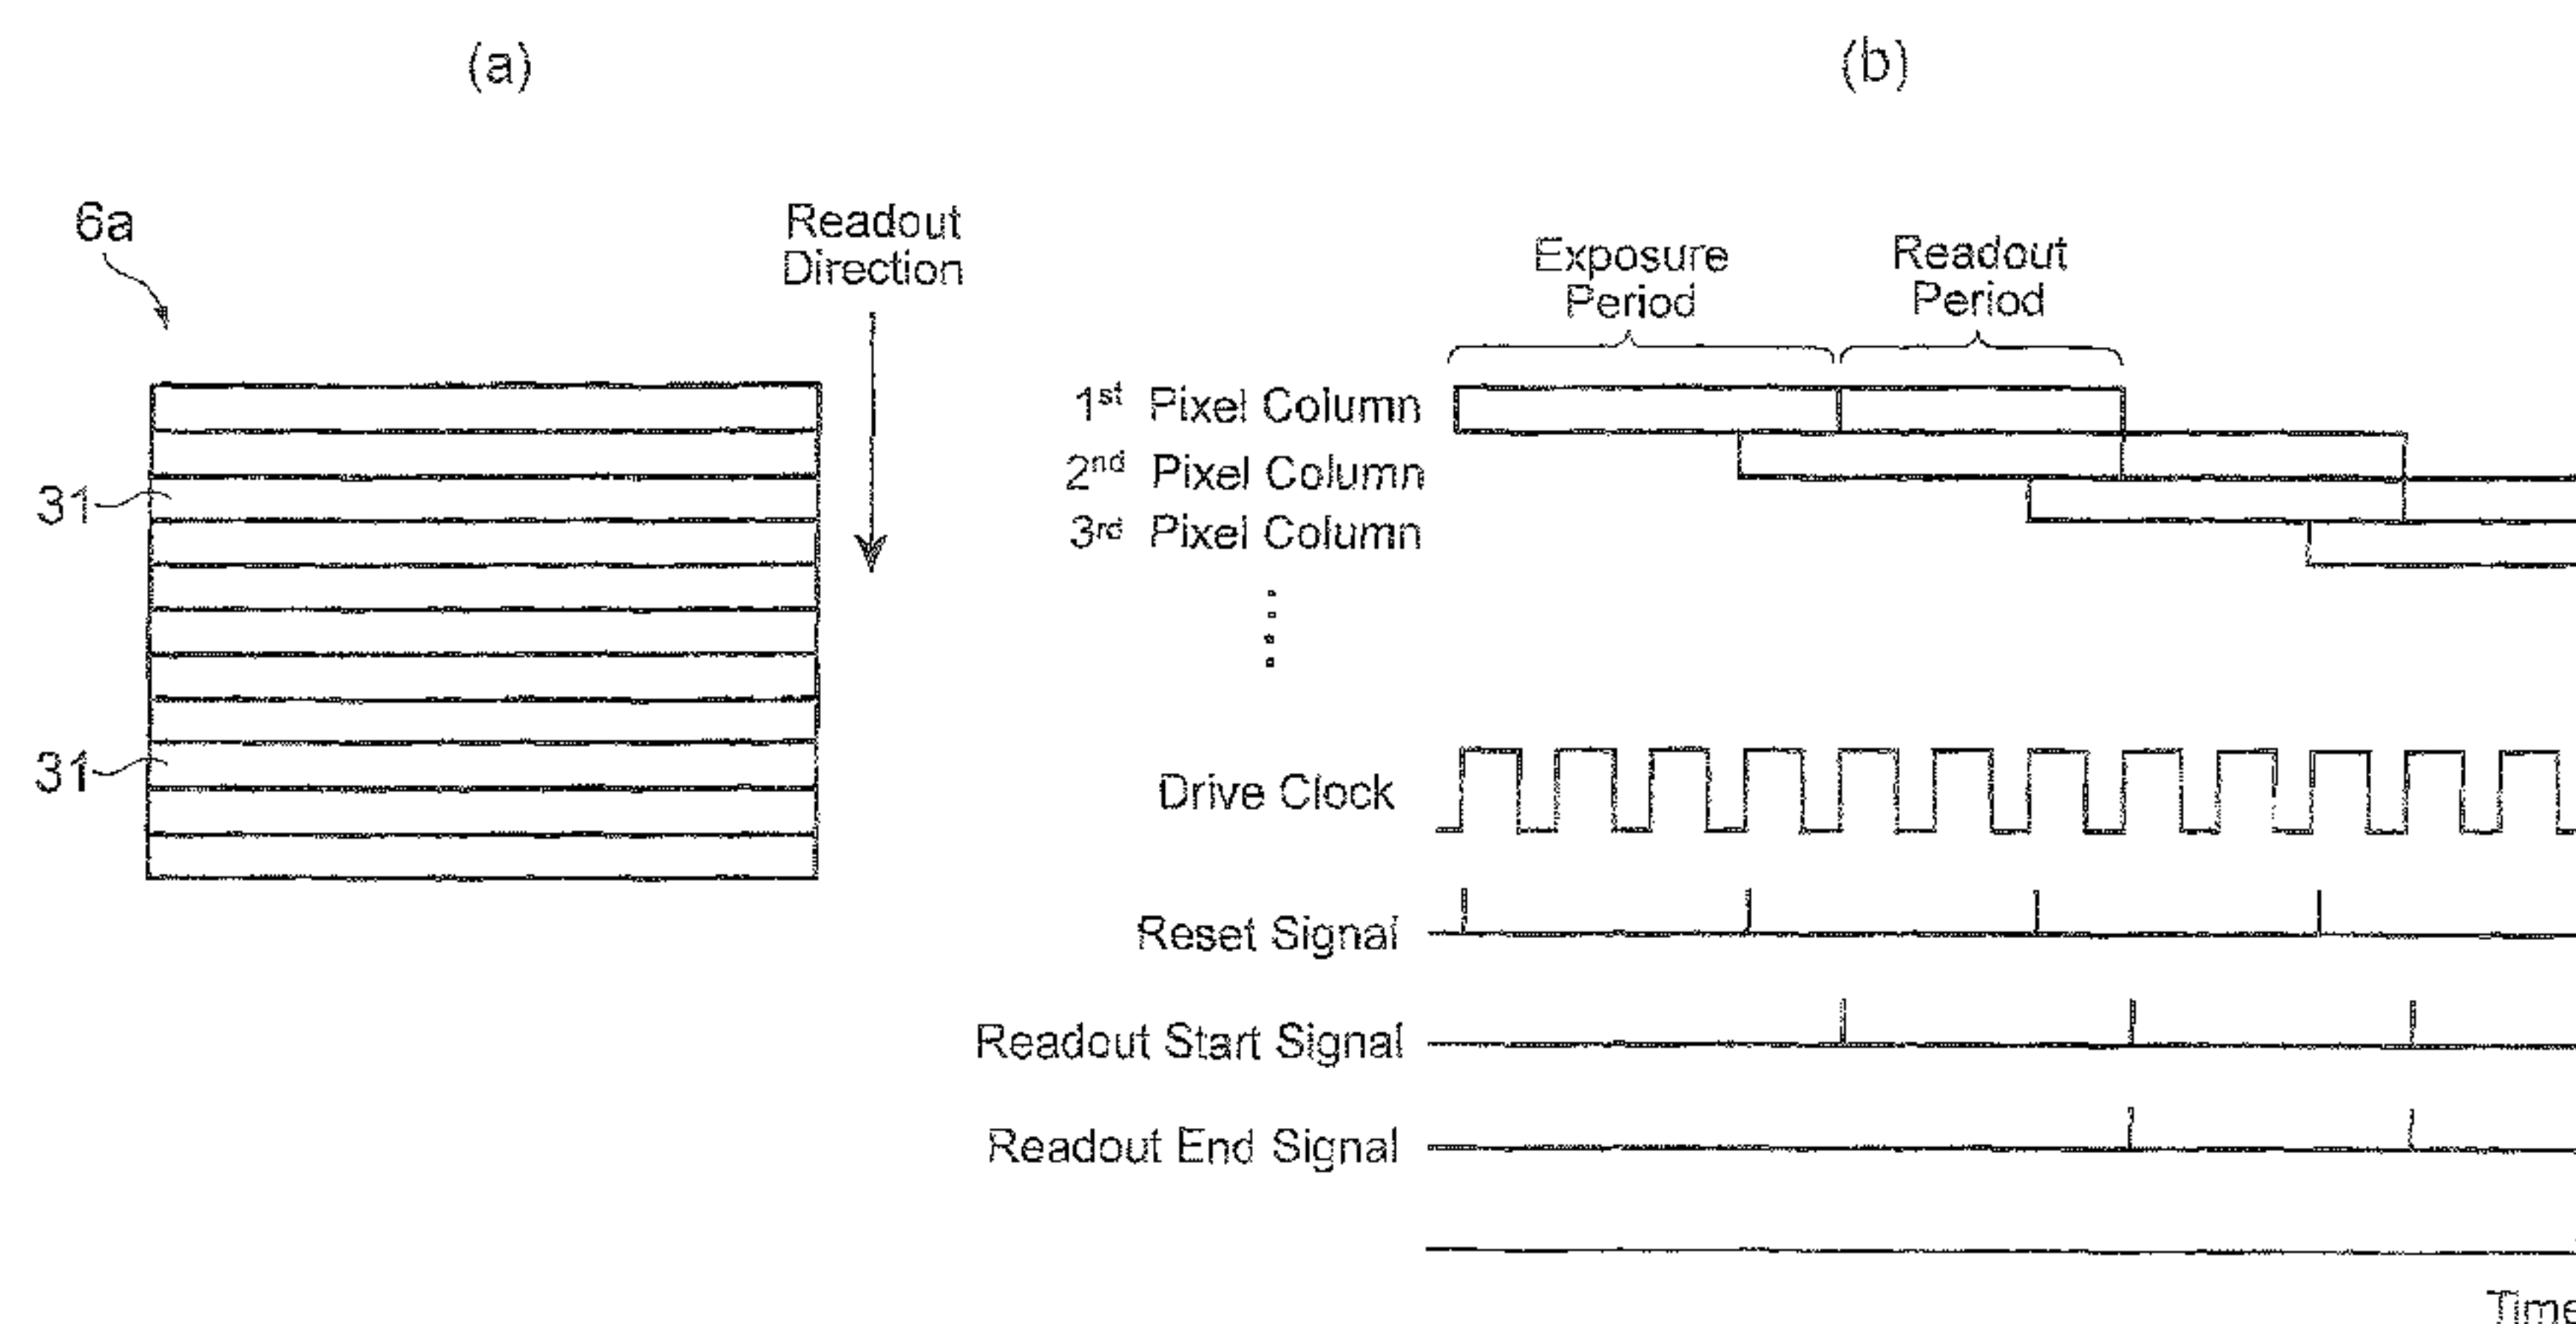 (a)
(b)
6a
Readout
Direction
Exposure
Period
Readout
Period
1st Pixel Column
2nd Pixel Column
3rd Pixel Column
31
31
Drive Clock
Reset Signal
Readout Start Signal
Readout End Signal
Time